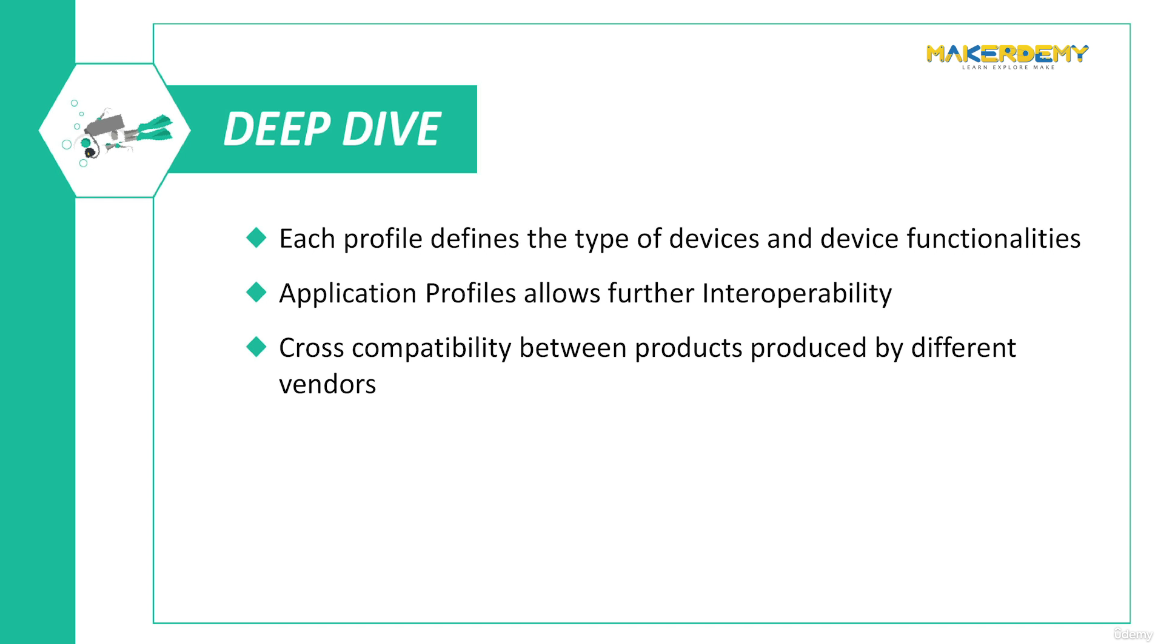 MAKERDEMY
LEARN EXPLORE MAKE
DEEP DIVE
Each profile defines the type of devices and device functionalities
Application Profiles allows further Interoperability
Cross compatibility between products produced by different
vendors
ûdemy